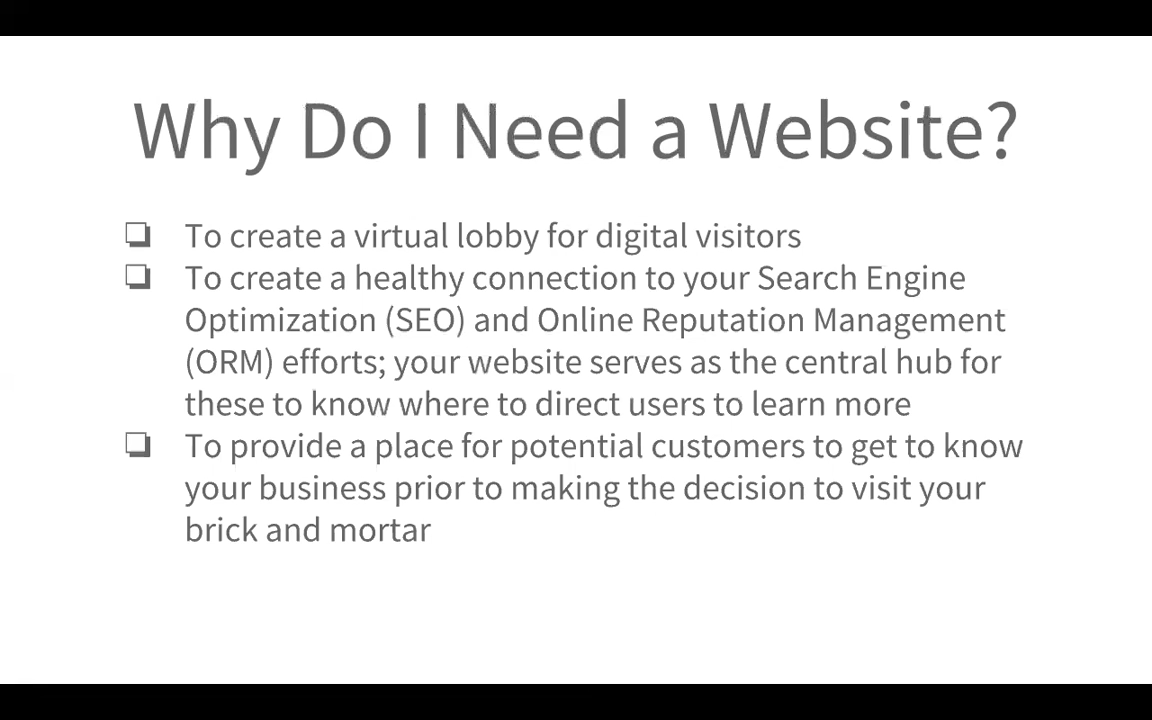 Why Do I Need a Website?
❏ To create a virtual lobby for digital visitors
❏ To create a healthy connection to your Search Engine
Optimization (SEO) and Online Reputation Management
(ORM) efforts; your website serves as the central hub for
these to know where to direct users to learn more
❏ To provide a place for potential customers to get to know
your business prior to making the decision to visit your
brick and mortar